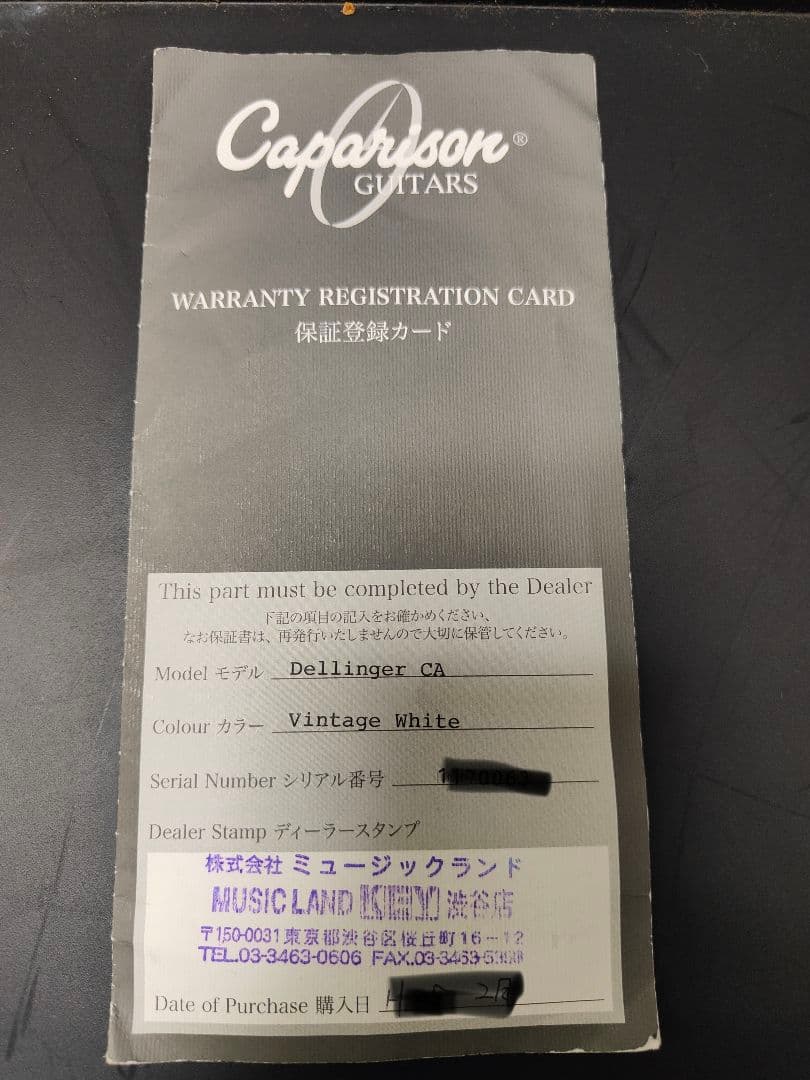 Caparison®
GUITARS
WARRANTY REGISTRATION CARD
保証登録カード
This part must be completed by the Dealer
下記の項目の記入をお確かめください、
なお保証書は、再発行いたしませんので大切に保管してください。
Model モデル Dellinger CA
Colour カラー Vintage White
Serial Number シリアル番号
Dealer Stamp ディーラースタンプ
株式会社 ミュージックランド
MUSIC LAND KEY 渋谷店
〒150-0031 東京都渋谷区桜丘町16-12
TEL.03-3463-0606 FAX.03-3463-
Date of Purchase 購入日 H 2月